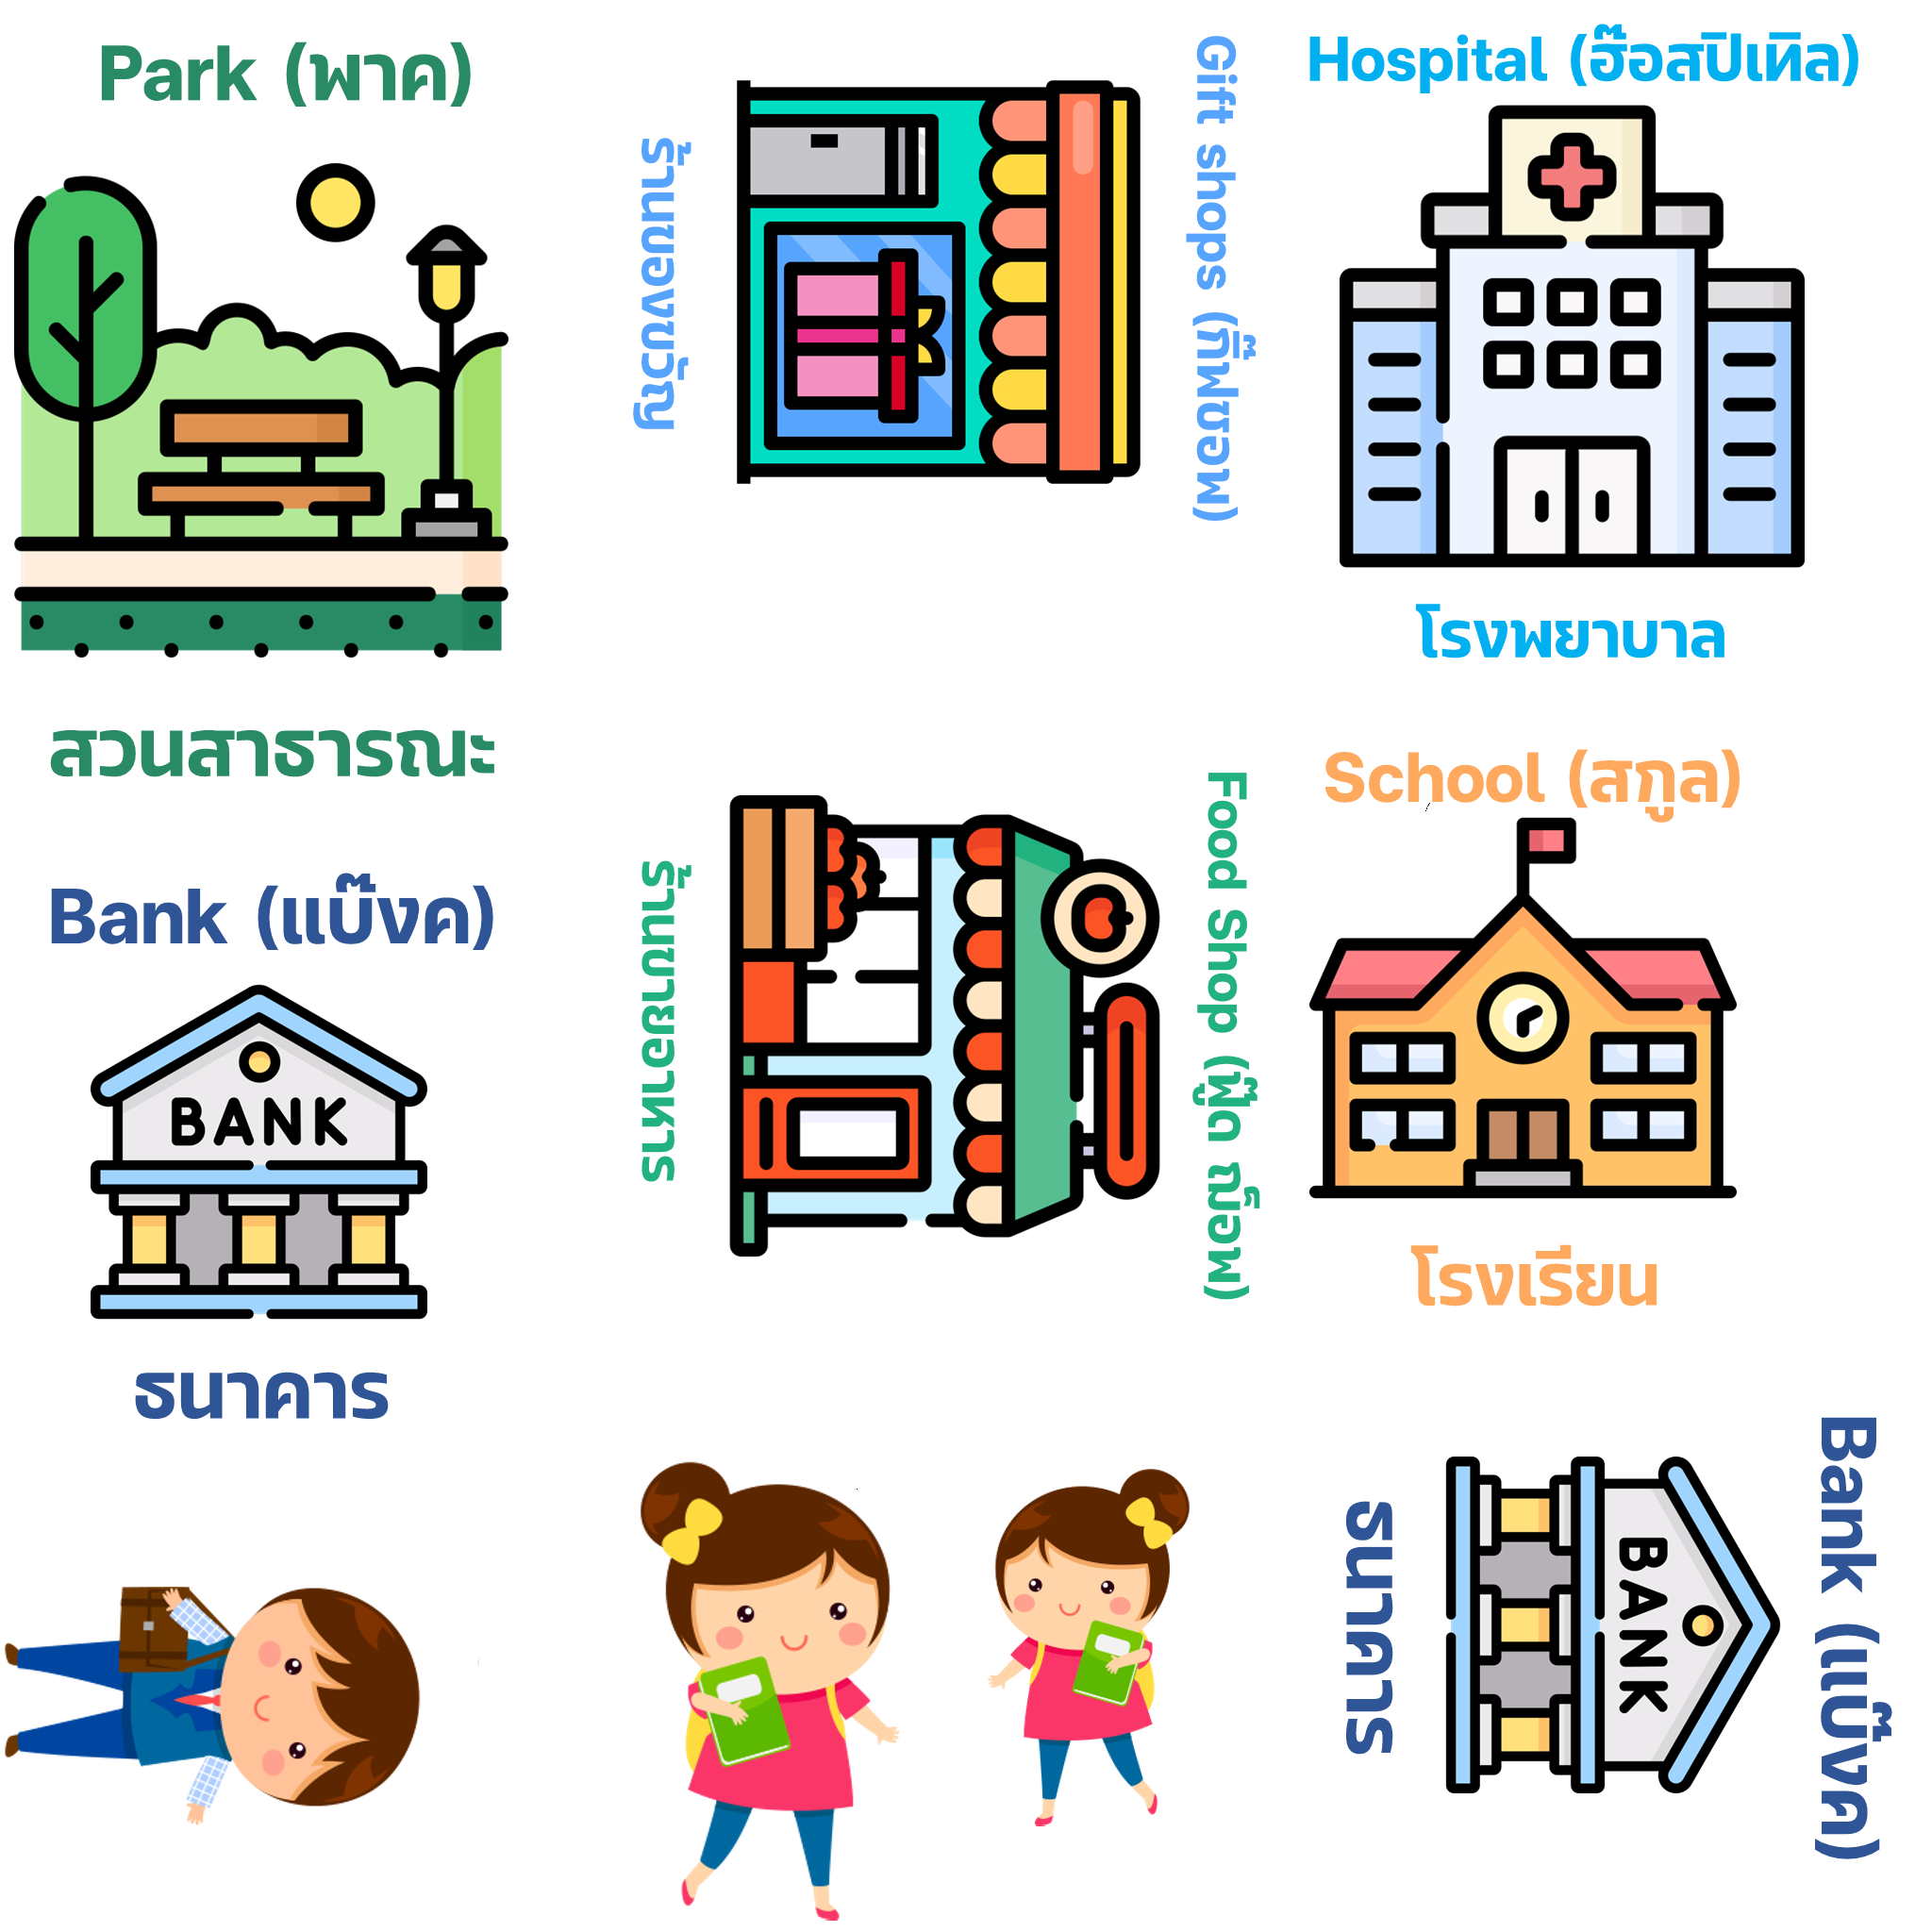 Park (พาค)
สวนสาธารณะ
Gift shops (กิ๊ฟชอพ)
ร้านของขวัญ
Hospital (ฮ๊อสปิเทิล)
โรงพยาบาล
Bank (แบ๊งค)
BANK
ธนาคาร
Food Shop (ฟู๊ด ฌ็อพ)
ร้านขายอาหาร
School (สกูล)
โรงเรียน
Bank (แบ๊งค)
BANK
ธนาคาร